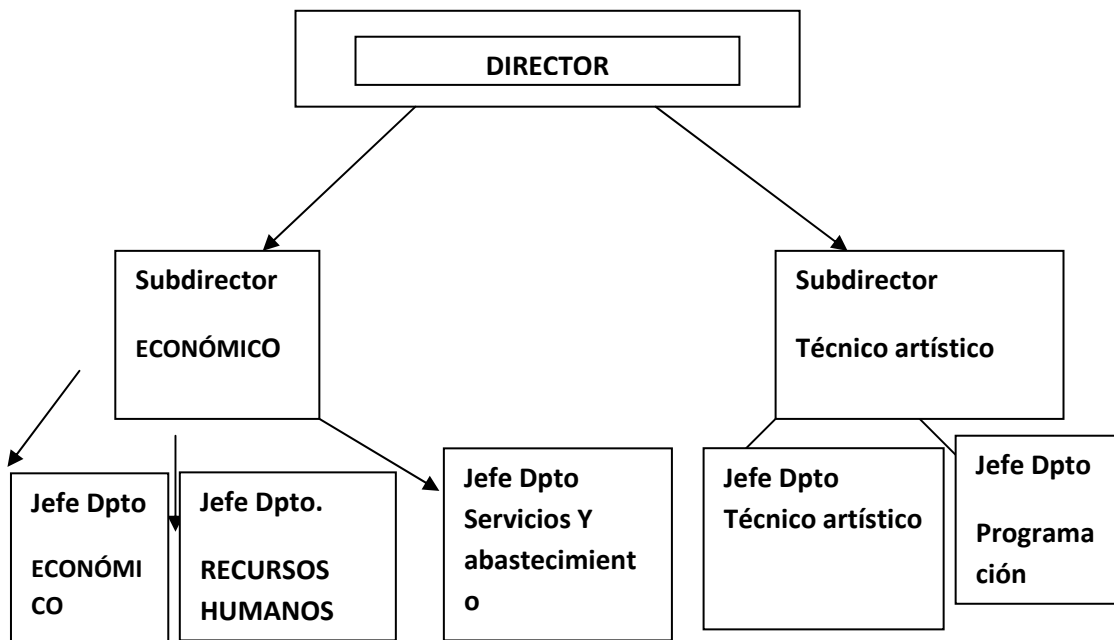 DIRECTOR
Subdirector
ECONÓMICO
Subdirector
Técnico artístico
Jefe Dpto
ECONÓMI
CO
Jefe Dpto.
RECURSOS
HUMANOS
Jefe Dpto
Servicios Y
abastecimient
o
Jefe Dpto
Técnico artístico
Jefe Dpto
Programa
ción